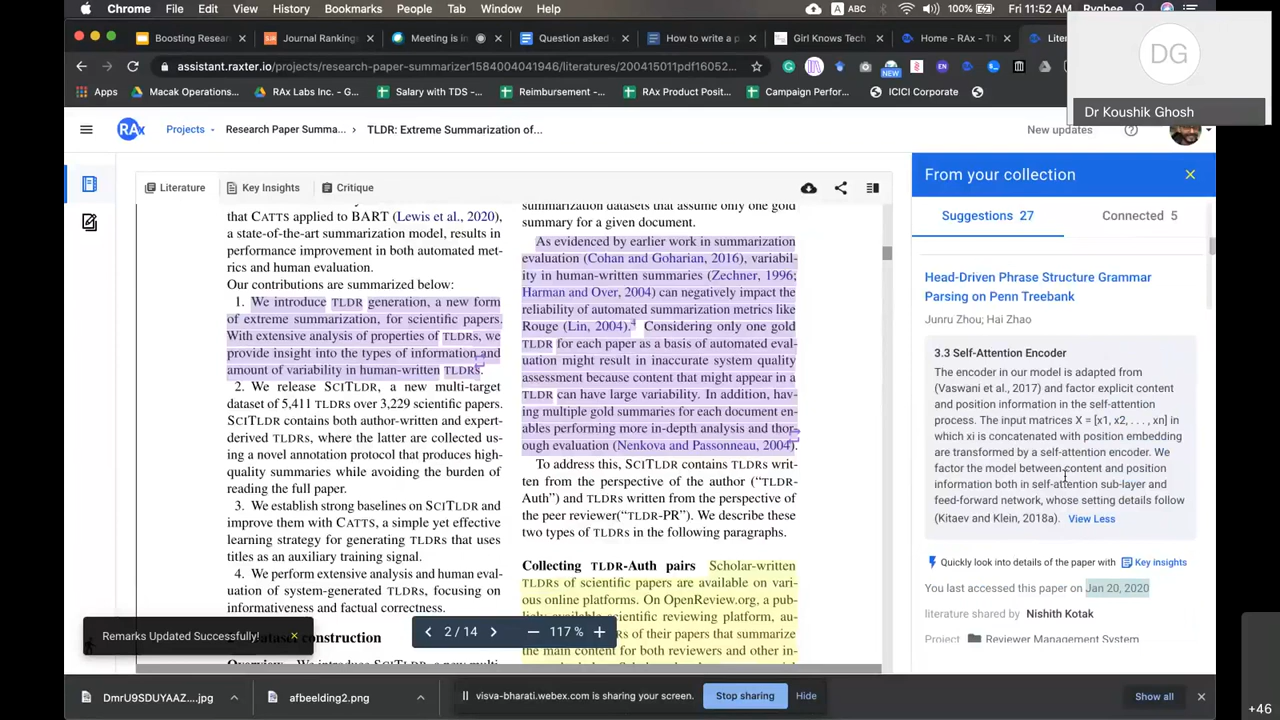 Chrome File Edit View History Bookmarks People Tab Window Help
A ABC 100% Fri 11:52 AM Rygbee
Boosting Resear
Journal Ranking
Meeting is i
Question asked
How to write a
Girl Knows Tech
Home - RAx - Th
Liter
assistant.raxter.io/projects/research-paper-summariz...4004041946/literatures/200415011pdf16052...
NEW
Apps Macak Operations... RAx Labs Inc. - G... Salary with TDS -... Reimbursement -... RAx Product Posit... Campaign Perfor... ICICI Corporate
DG
Dr Koushik Ghosh
RAx Projects Research Paper Summa... > TLDR: Extreme Summarization of... New updates
Literature Key Insights Critique
that CATTS applied to BART (Lewis et al., 2020),
a state-of-the-art summarization model, results in
performance improvement in both automated met-
rics and human evaluation.
Our contributions are summarized below:
1. We introduce TLDR generation, a new form
of extreme summarization, for scientific papers.
With extensive analysis of properties of TLDRs, we
provide insight into the types of information and
amount of variability in human-written TLDRs.
2. We release SCITLDR, a new multi-target
dataset of 5,411 TLDRs over 3,229 scientific papers.
SCITLDR contains both author-written and expert-
derived TLDRs, where the latter are collected us-
ing a novel annotation protocol that produces high-
quality summaries while avoiding the burden of
reading the full paper.
3. We establish strong baselines on SCITLDR and
improve them with CATTS, a simple yet effective
learning strategy for generating TLDRs that uses
titles as an auxiliary training signal.
4. We perform extensive analysis and human eval-
uation of system-generated TLDRs, focusing on
informativeness and factual correctness.
construction
summarization datasets that assume only one gold
summary for a given document.
As evidenced by earlier work in summarization
evaluation (Cohan and Goharian, 2016), variabil-
ity in human-written summaries (Zechner, 1996;
Harman and Over, 2004) can negatively impact the
reliability of automated summarization metrics like
Rouge (Lin, 2004).4 Considering only one gold
TLDR for each paper as a basis of automated eval-
uation might result in inaccurate system quality
assessment because content that might appear in a
TLDR can have large variability. In addition, hav-
ing multiple gold summaries for each document en-
ables performing more in-depth analysis and thor-
ough evaluation (Nenkova and Passonneau, 2004).
To address this, SCITLDR contains TLDRs writ-
ten from the perspective of the author ("TLDR-
Auth") and TLDRs written from the perspective of
the peer reviewer("TLDR-PR"). We describe these
two types of TLDRs in the following paragraphs.
Collecting TLDR-Auth pairs Scholar-written
TLDRs of scientific papers are available on vari-
ous online platforms. On OpenReview.org, a pub-
reviewing platform, au-
of their papers that summarize
the main content for both reviewers and other in-
Remarks Updated Successfully! ×
2 / 14 117 %
From your collection
Suggestions 27 Connected 5
Head-Driven Phrase Structure Grammar
Parsing on Penn Treebank
Junru Zhou; Hai Zhao
3.3 Self-Attention Encoder
The encoder in our model is adapted from
(Vaswani et al., 2017) and factor explicit content
and position information in the self-attention
process. The input matrices X = [x1, x2, . . . , xn] in
which xi is concatenated with position embedding
are transformed by a self-attention encoder. We
factor the model between content and position
information both in self-attention sub-layer and
feed-forward network, whose setting details follow
(Kitaev and Klein, 2018a). View Less
Quickly look into details of the paper with Key insights
You last accessed this paper on Jan 20, 2020
literature shared by Nishith Kotak
Project Reviewer Management System
DmrU9SDUYAAZ....jpg afbeelding2.png visva-bharati.webex.com is sharing your screen. Stop sharing Hide Show all
+46